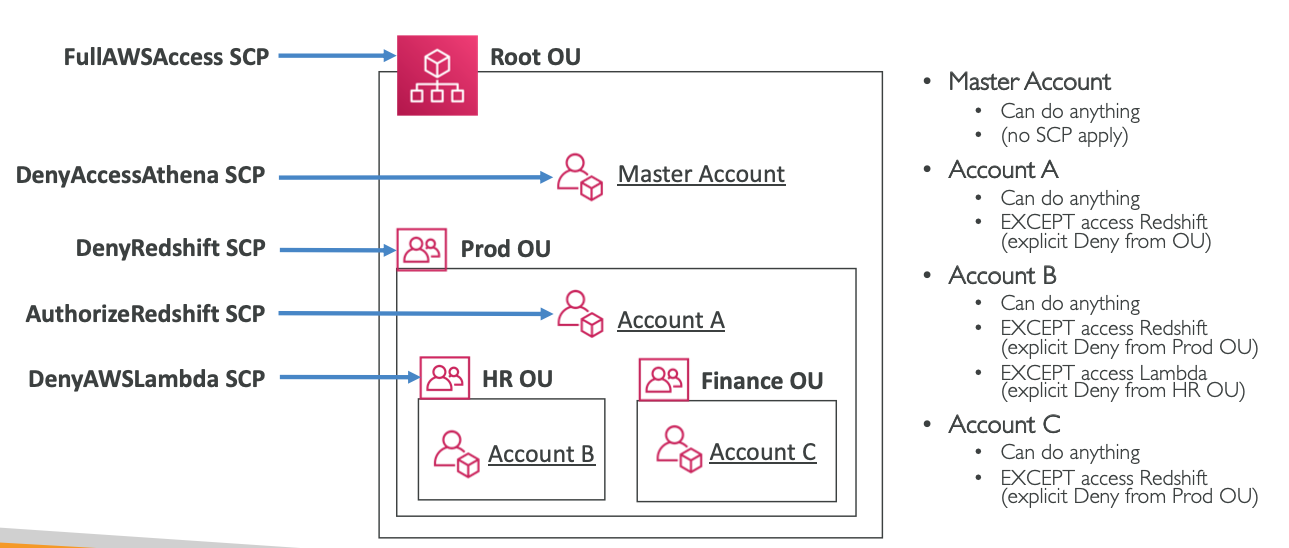 FullAWSAccess SCP
Root OU
DenyAccessAthena SCP
Master Account
DenyRedshift SCP
Prod OU
AuthorizeRedshift SCP
Account A
DenyAWSLambda SCP
HR OU
Finance OU
Account B
Account C
• Master Account
• Can do anything
• (no SCP apply)
• Account A
• Can do anything
• EXCEPT access Redshift
(explicit Deny from OU)
• Account B
• Can do anything
• EXCEPT access Redshift
(explicit Deny from Prod OU)
• EXCEPT access Lambda
(explicit Deny from HR OU)
• Account C
• Can do anything
• EXCEPT access Redshift
(explicit Deny from Prod OU)